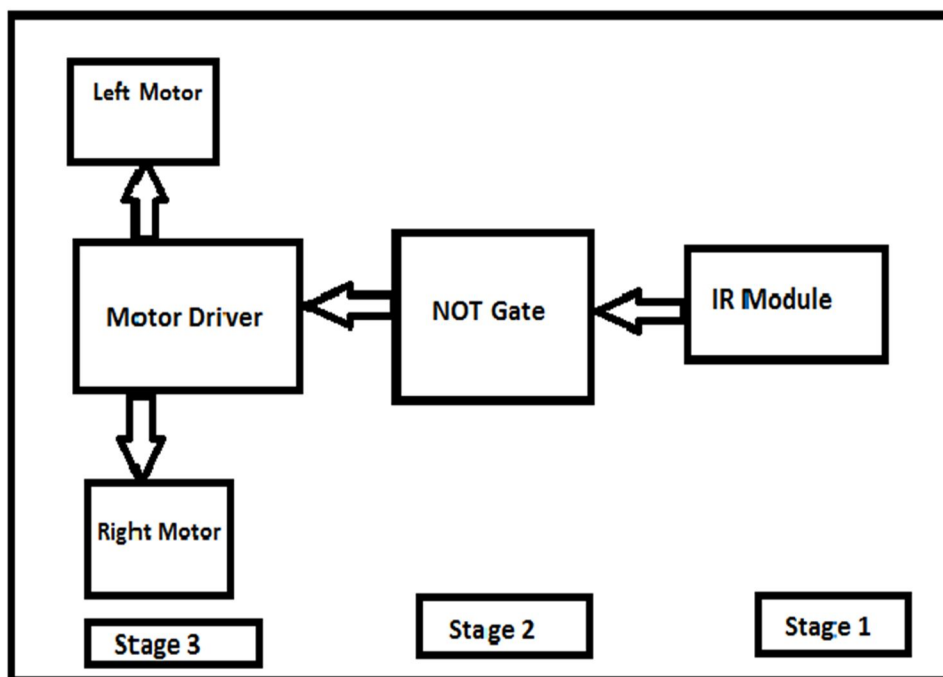 Left Motor
Motor Driver
NOT Gate
IR Module
Right Motor
Stage 3
Stage 2
Stage 1